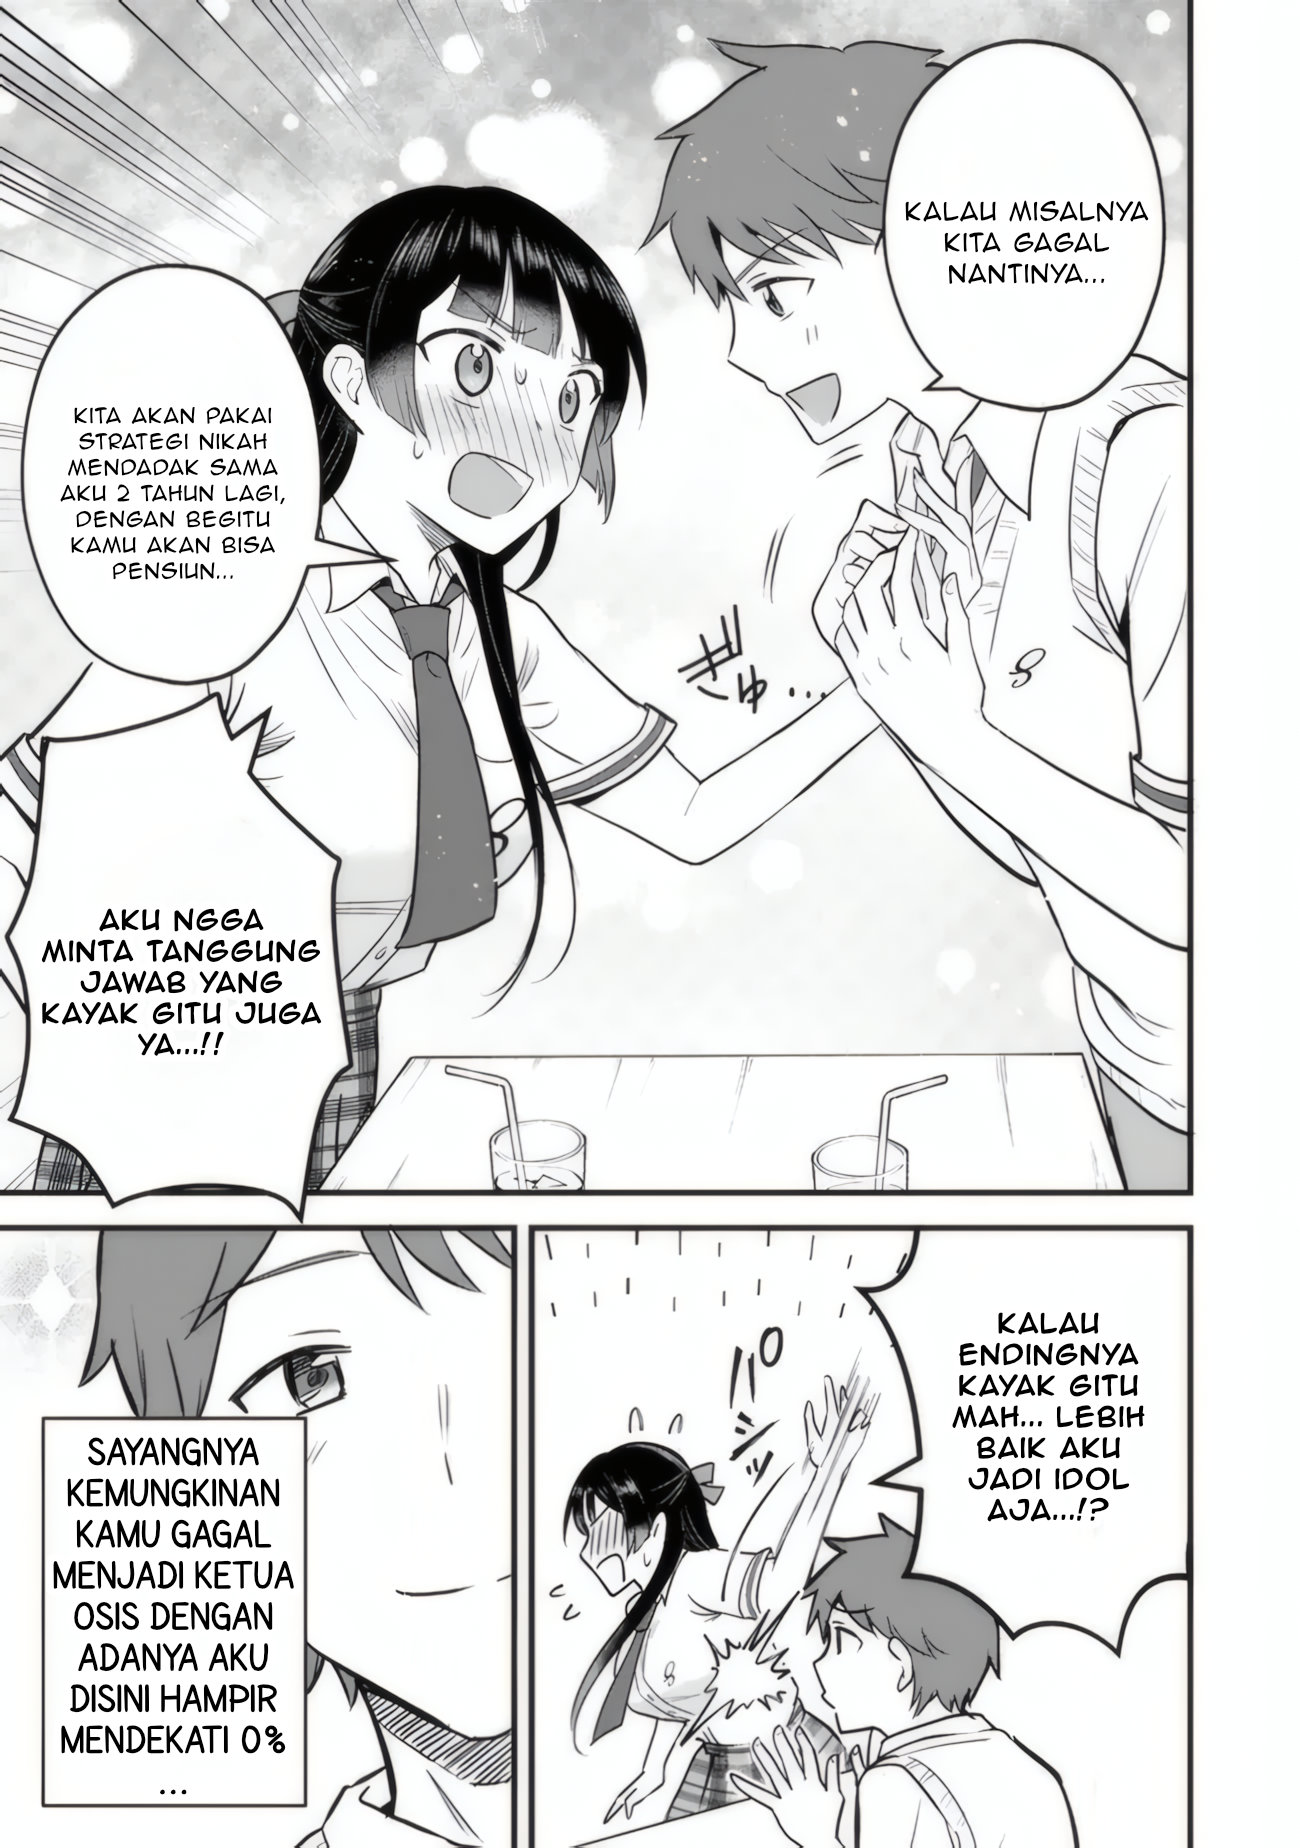 KALAU MISALNYA
KITA GAGAL
NANTINYA...
KITA AKAN PAKAI
STRATEGI NIKAH
MENDADAK SAMA
AKU 2 TAHUN LAGI,
DENGAN BEGITU
KAMU AKAN BISA
PENSIUN...
ぎゅ...
AKU NGGA
MINTA TANGGUNG
JAWAB YANG
KAYAK GITU JUGA
YA...!!
KALAU
ENDINGNYA
KAYAK GITU
MAH... LEBIH
BAIK AKU
JADI IDOL
AJA...!?
SAYANGNYA
KEMUNGKINAN
KAMU GAGAL
MENJADI KETUA
OSIS DENGAN
ADANYA AKU
DISINI HAMPIR
MENDEKATI 0%
...